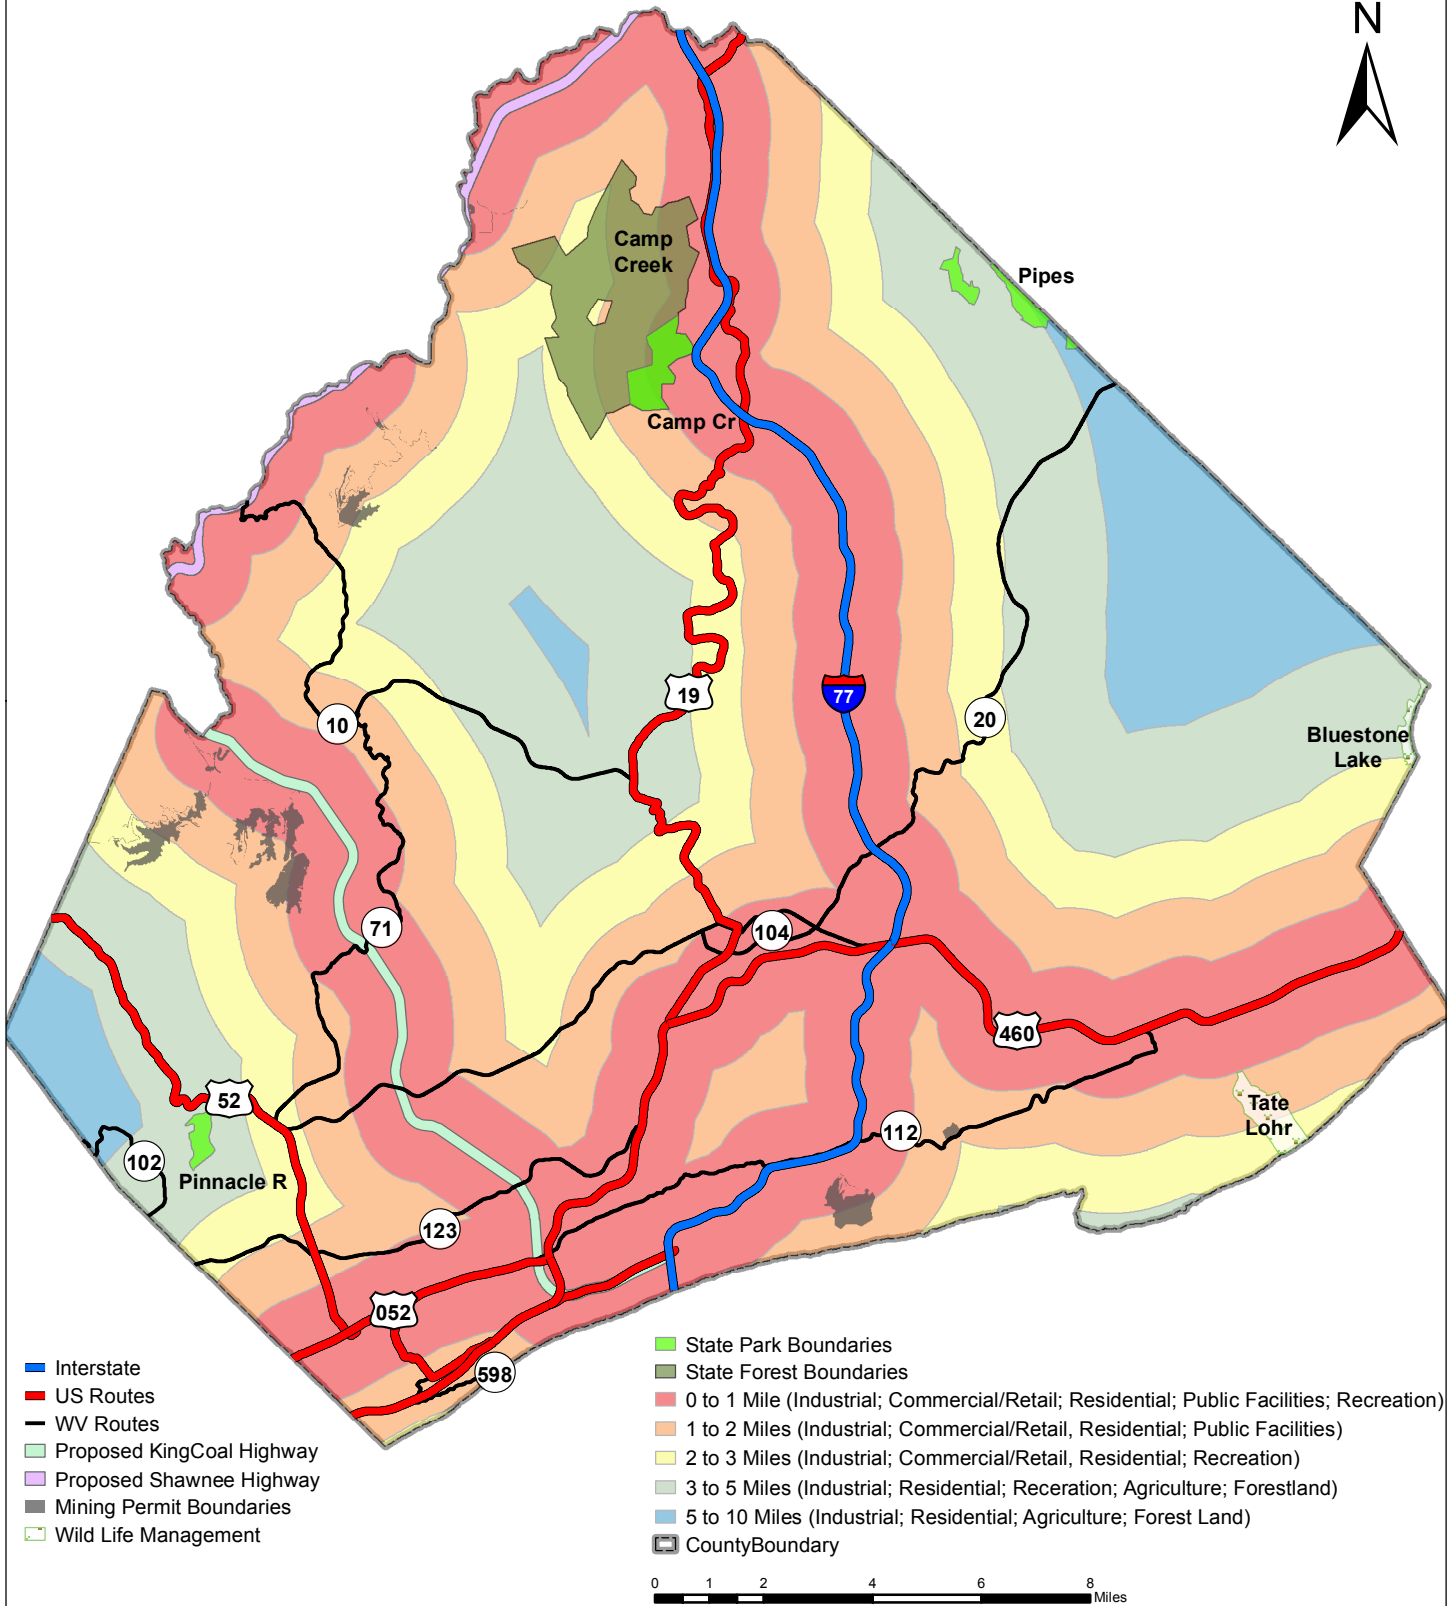 N
Camp
Creek
Pipes
Camp Cr
19
77
10
20
Bluestone
Lake
71
104
460
52
Tate
Lohr
112
102
Pinnacle R
123
052
598
Interstate
US Routes
WV Routes
Proposed KingCoal Highway
Proposed Shawnee Highway
Mining Permit Boundaries
Wild Life Management
State Park Boundaries
State Forest Boundaries
0 to 1 Mile (Industrial; Commercial/Retail; Residential; Public Facilities; Recreation)
1 to 2 Miles (Industrial; Commercial/Retail, Residential; Public Facilities)
2 to 3 Miles (Industrial; Commercial/Retail, Residential; Recreation)
3 to 5 Miles (Industrial; Residential; Receration; Agriculture; Forestland)
5 to 10 Miles (Industrial; Residential; Agriculture; Forest Land)
CountyBoundary
0 1 2 4 6 8
Miles